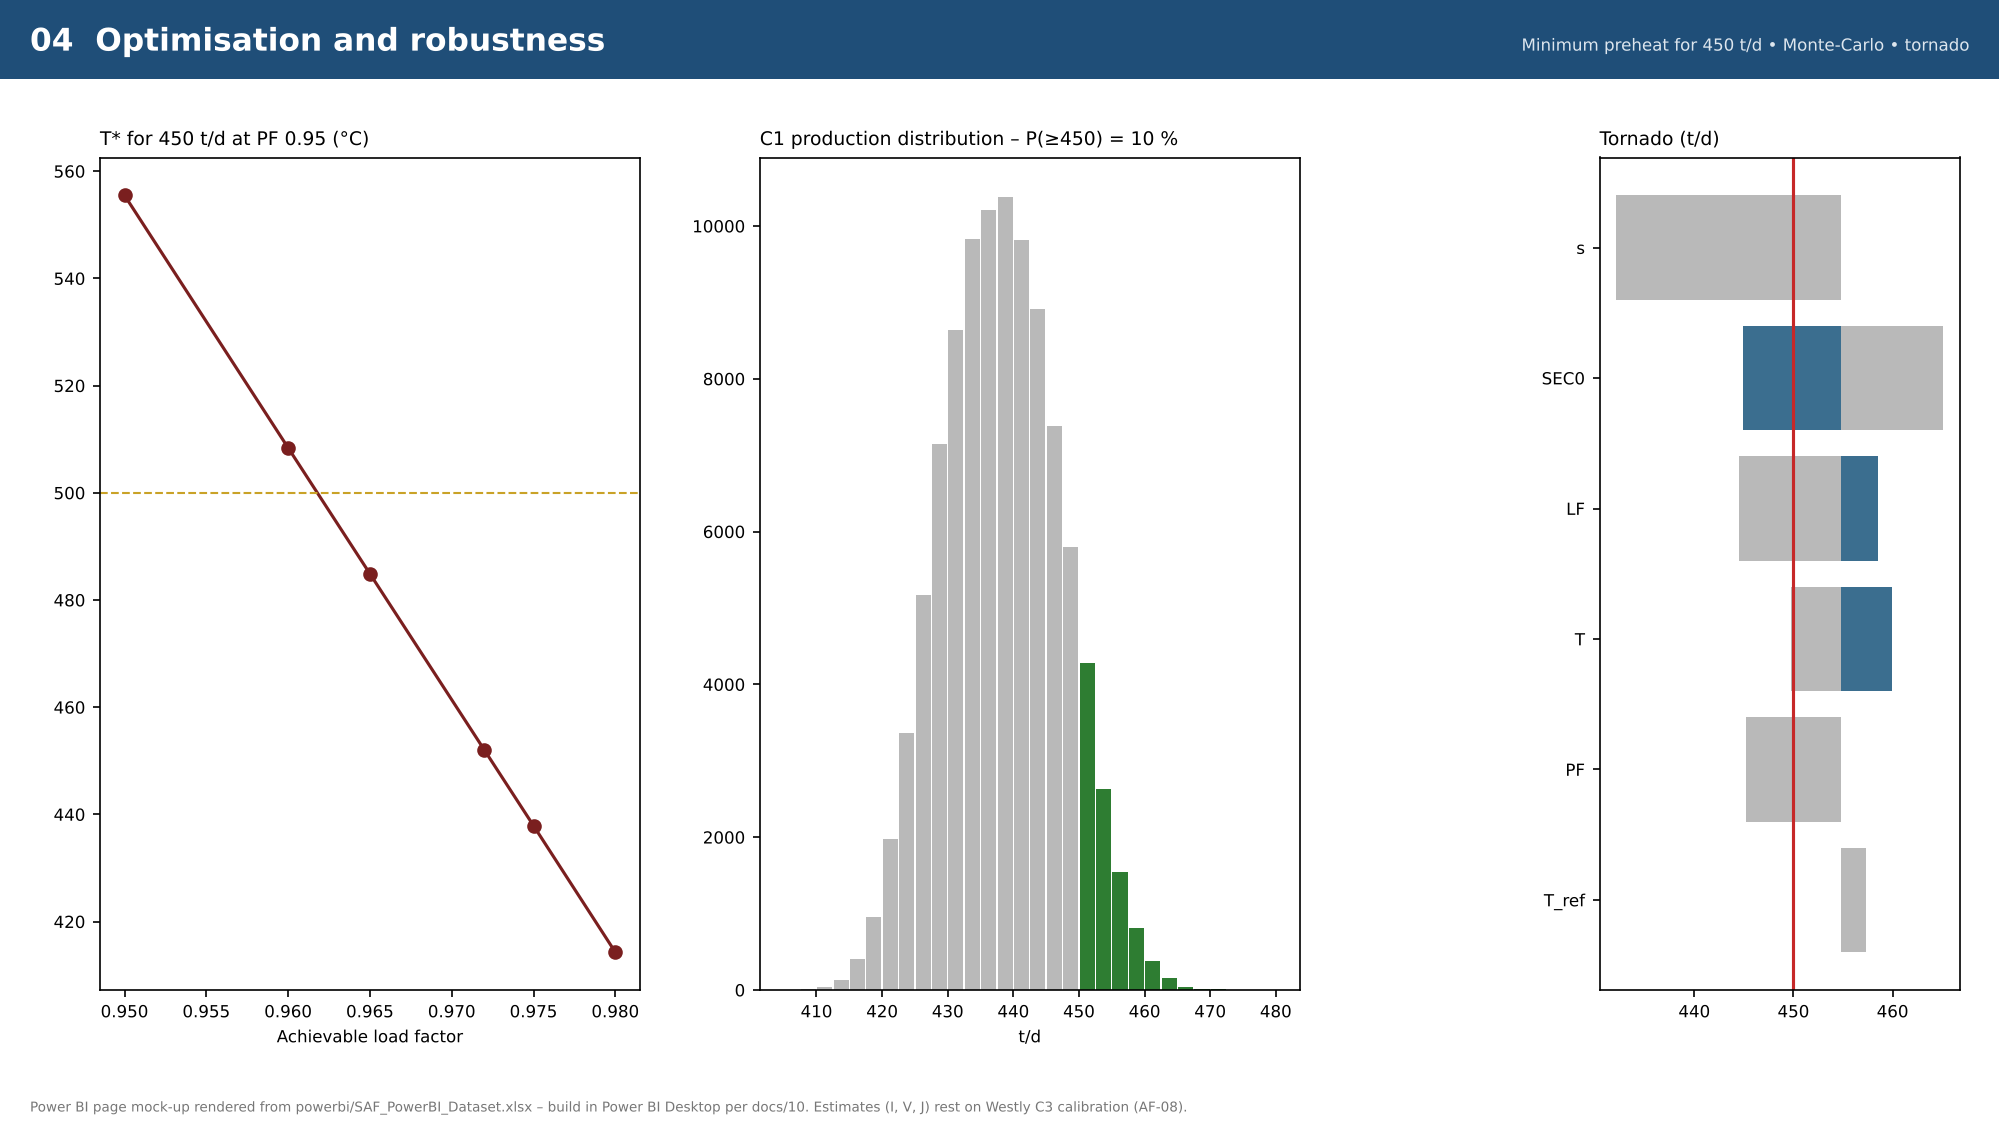 04 Optimisation and robustness
Minimum preheat for 450 t/d • Monte-Carlo • tornado
T* for 450 t/d at PF 0.95 (°C)
560
540
520
500
480
460
440
420
0.950 0.955 0.960 0.965 0.970 0.975 0.980
Achievable load factor
C1 production distribution – P(≥450) = 10 %
10000
8000
6000
4000
2000
0
410 420 430 440 450 460 470 480
t/d
Tornado (t/d)
s
SEC0
LF
T
PF
T_ref
440 450 460
Power BI page mock-up rendered from powerbi/SAF_PowerBI_Dataset.xlsx – build in Power BI Desktop per docs/10. Estimates (I, V, J) rest on Westly C3 calibration (AF-08).